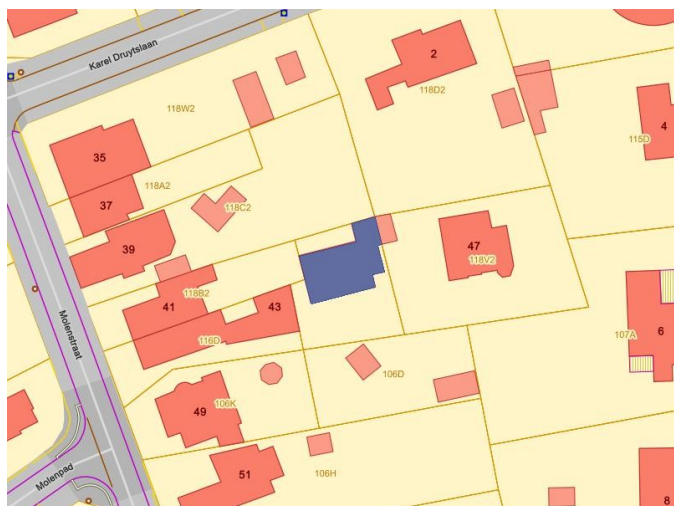 Karel Druytslaan
2
118D2
118W2
4
115D
35
118A2
37
118C2
39
47
118V2
118B2
41
43
116D
Molenstraat
107A
6
106D
106K
49
51
106H
Molenpad
8